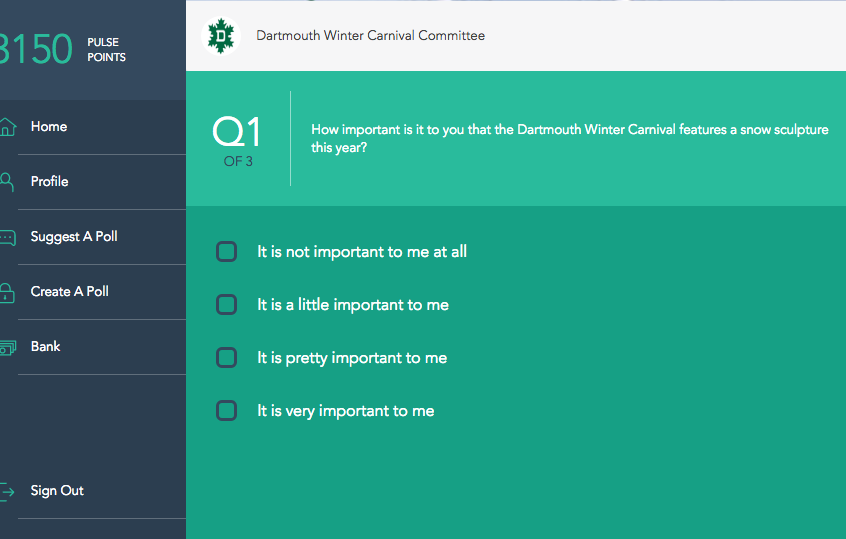 3150
PULSE
POINTS
Home
Profile
Suggest A Poll
Create A Poll
Bank
Sign Out
D
Dartmouth Winter Carnival Committee
Q1
OF 3
How important is it to you that the Dartmouth Winter Carnival features a snow sculpture
this year?
It is not important to me at all
It is a little important to me
It is pretty important to me
It is very important to me